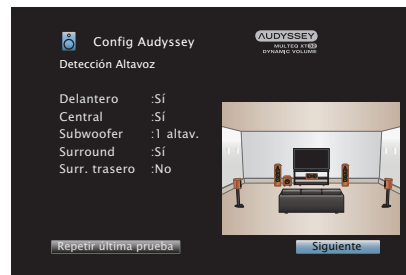 Config Audyssey
AUDYSSEY
MULTEQ XT32
DYNAMIC VOLUME
Detección Altavoz
Delantero :Sí
Central :Sí
Subwoofer :1 altav.
Surround :Sí
Surr. trasero :No
Repetir última prueba
Siguiente